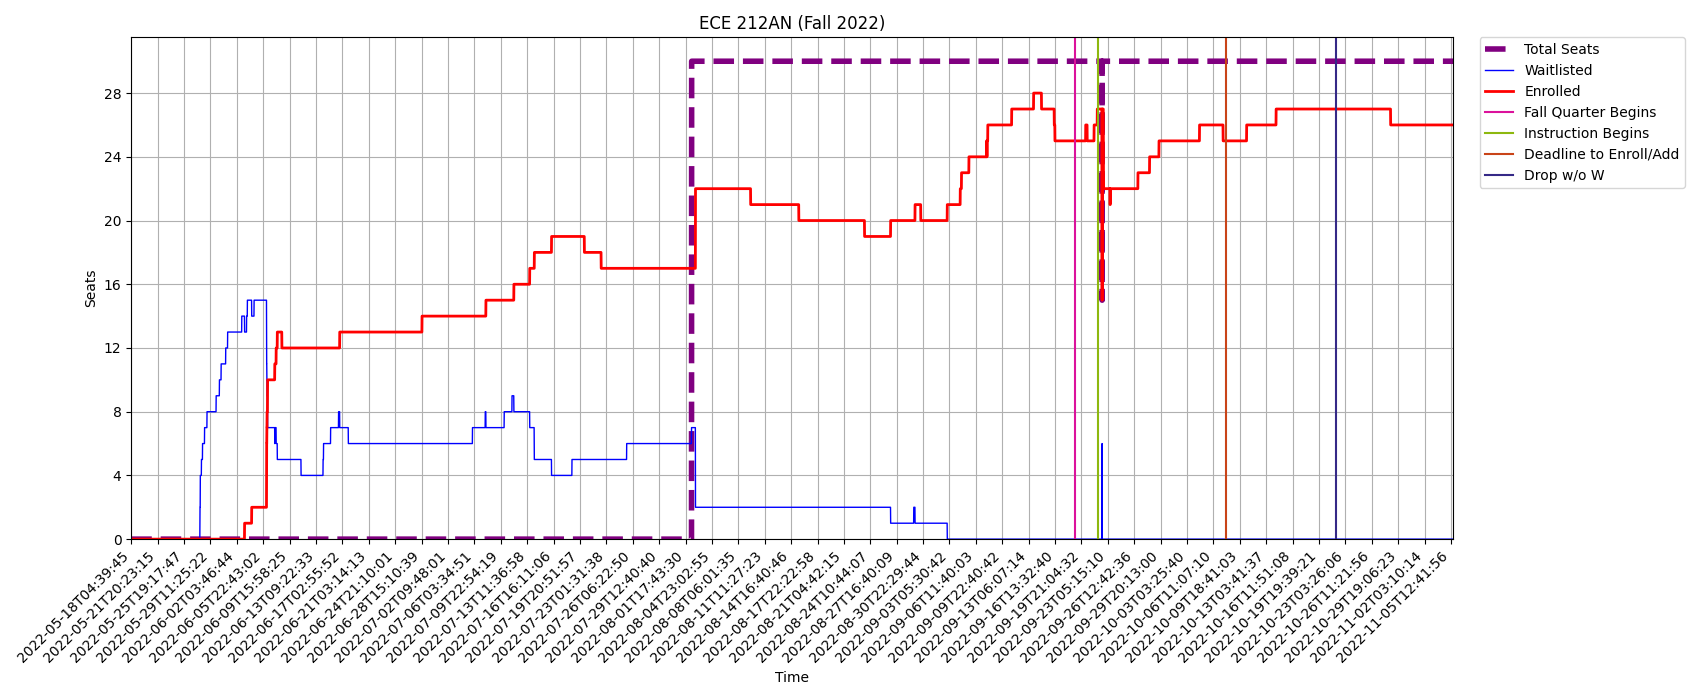 ECE 212AN (Fall 2022)
Total Seats
Waitlisted
Enrolled
Fall Quarter Begins
Instruction Begins
Deadline to Enroll/Add
Drop w/o W
Seats
28
24
20
16
12
8
4
0
2022-05-18T04:39:45
2022-05-21T20:23:15
2022-05-25T19:17:47
2022-05-29T11:25:22
2022-06-02T03:46:44
2022-06-05T22:43:02
2022-06-09T15:58:25
2022-06-13T09:22:33
2022-06-17T02:55:52
2022-06-21T03:14:13
2022-06-24T21:10:01
2022-06-28T15:10:39
2022-07-02T09:48:01
2022-07-06T03:34:51
2022-07-09T22:54:19
2022-07-13T11:36:58
2022-07-16T16:11:06
2022-07-19T20:51:57
2022-07-23T01:31:38
2022-07-26T06:22:50
2022-07-29T12:40:40
2022-08-01T17:43:30
2022-08-04T23:02:55
2022-08-08T06:01:35
2022-08-11T11:27:23
2022-08-14T16:40:46
2022-08-17T22:22:58
2022-08-21T04:42:15
2022-08-24T10:44:07
2022-08-27T16:40:09
2022-08-30T22:29:44
2022-09-03T05:30:42
2022-09-06T11:40:03
2022-09-09T22:40:42
2022-09-13T06:07:14
2022-09-16T13:32:40
2022-09-19T21:04:32
2022-09-23T05:15:10
2022-09-26T12:42:36
2022-09-29T20:13:00
2022-10-03T03:25:40
2022-10-06T11:07:10
2022-10-09T18:41:03
2022-10-13T03:41:37
2022-10-16T11:51:08
2022-10-19T19:39:21
2022-10-23T03:26:06
2022-10-26T11:21:56
2022-10-29T19:06:23
2022-11-02T03:10:14
2022-11-05T12:41:56
Time